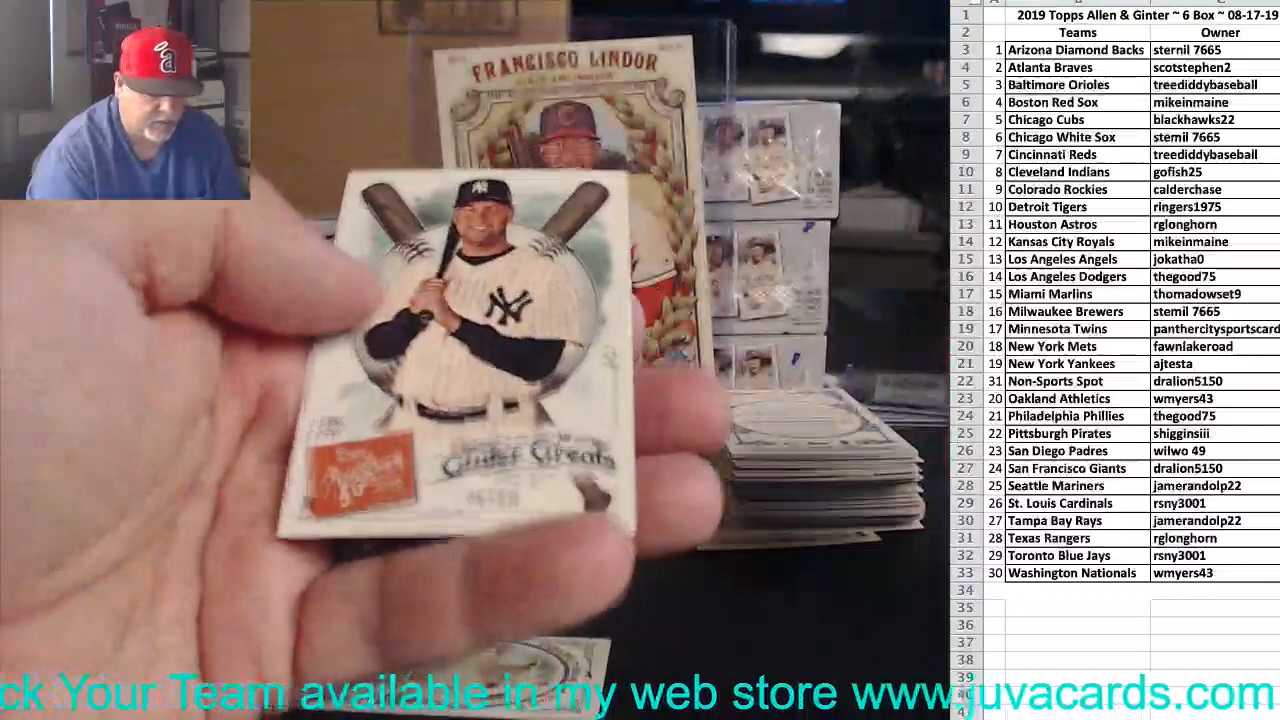 FRANCISCO LINDOR
Ginter Greats
2019 Topps Allen & Ginter ~ 6 Box ~ 08-17-19
Teams Owner
1 Arizona Diamond Backs sternil 7665
2 Atlanta Braves scotstephen2
3 Baltimore Orioles treediddybaseball
4 Boston Red Sox mikeinmaine
5 Chicago Cubs blackhawks22
6 Chicago White Sox sternil 7665
7 Cincinnati Reds treediddybaseball
8 Cleveland Indians gofish25
9 Colorado Rockies calderchase
10 Detroit Tigers ringers1975
11 Houston Astros rglonghorn
12 Kansas City Royals mikeinmaine
13 Los Angeles Angels jokatha0
14 Los Angeles Dodgers thegood75
15 Miami Marlins thomadowset9
16 Milwaukee Brewers sternil 7665
17 Minnesota Twins panthercitysportscard
18 New York Mets fawnlakeroad
19 New York Yankees ajtesta
31 Non-Sports Spot dralion5150
20 Oakland Athletics wmyers43
21 Philadelphia Phillies thegood75
22 Pittsburgh Pirates shigginsiii
23 San Diego Padres wilwo 49
24 San Francisco Giants dralion5150
25 Seattle Mariners jamerandolp22
26 St. Louis Cardinals rsny3001
27 Tampa Bay Rays jamerandolp22
28 Texas Rangers rglonghorn
29 Toronto Blue Jays rsny3001
30 Washington Nationals wmyers43
ck Your Team available in my web store www.juvacards.com